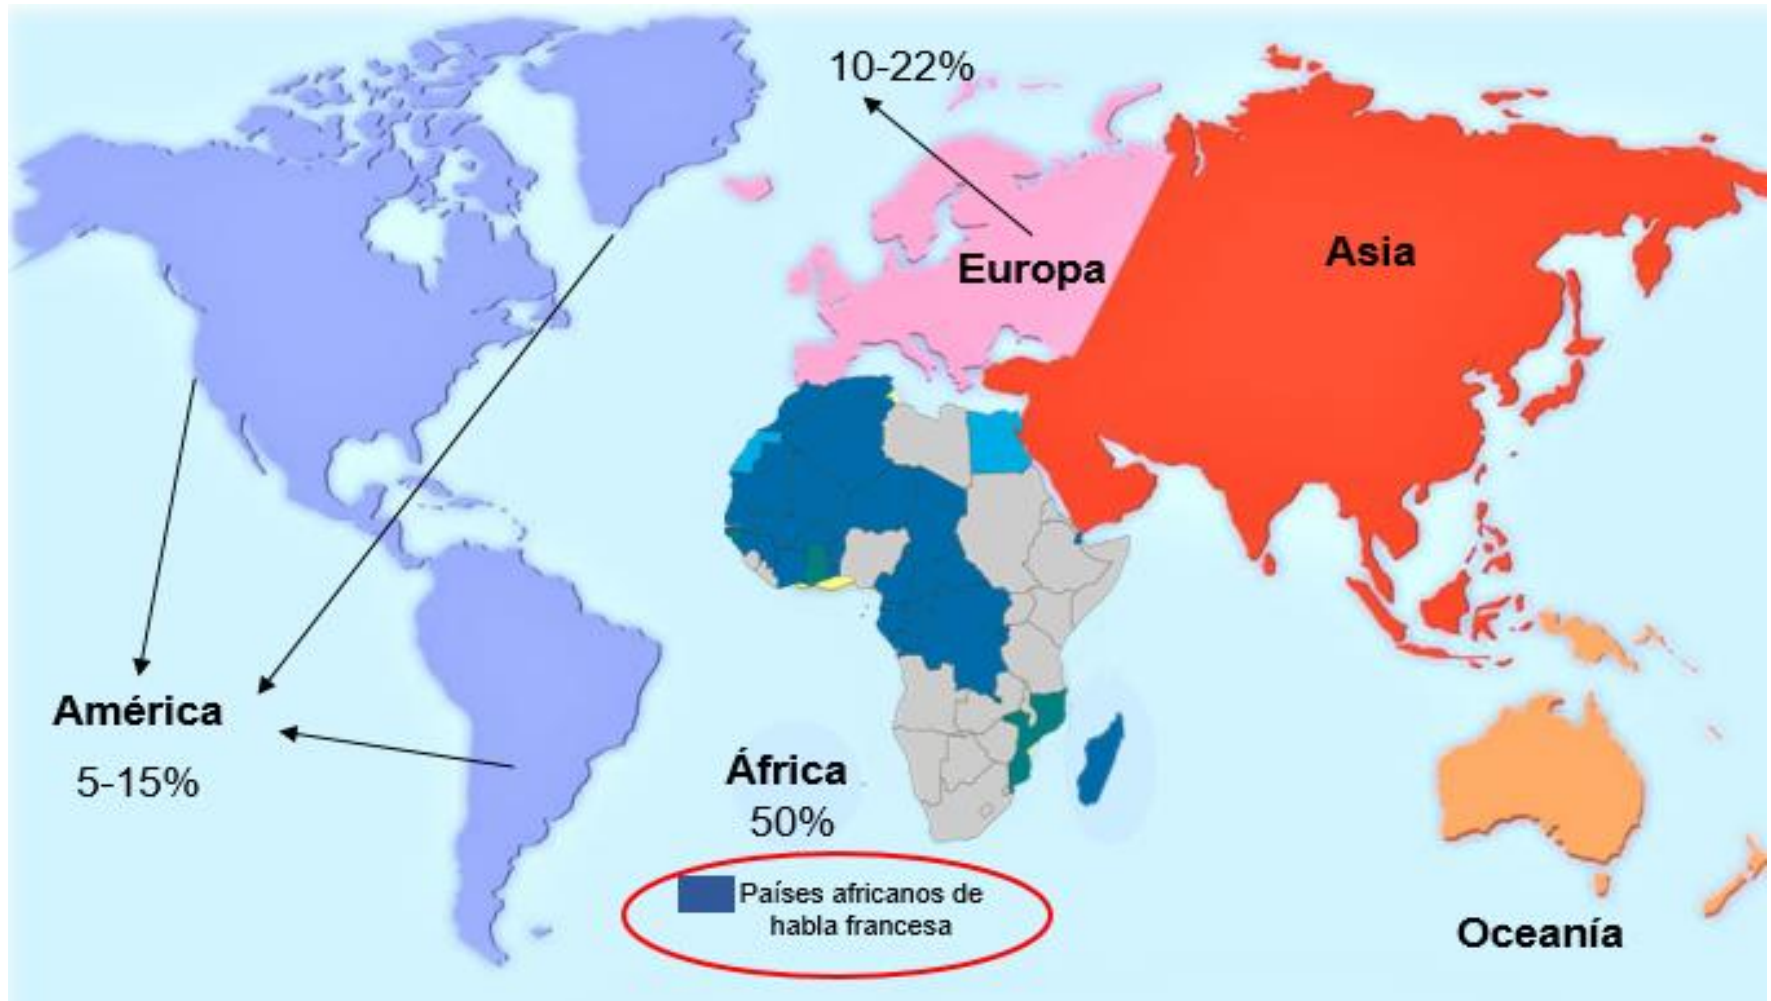 10-22%
Europa
Asia
América
5-15%
África
50%
Países africanos de
habla francesa
Oceanía